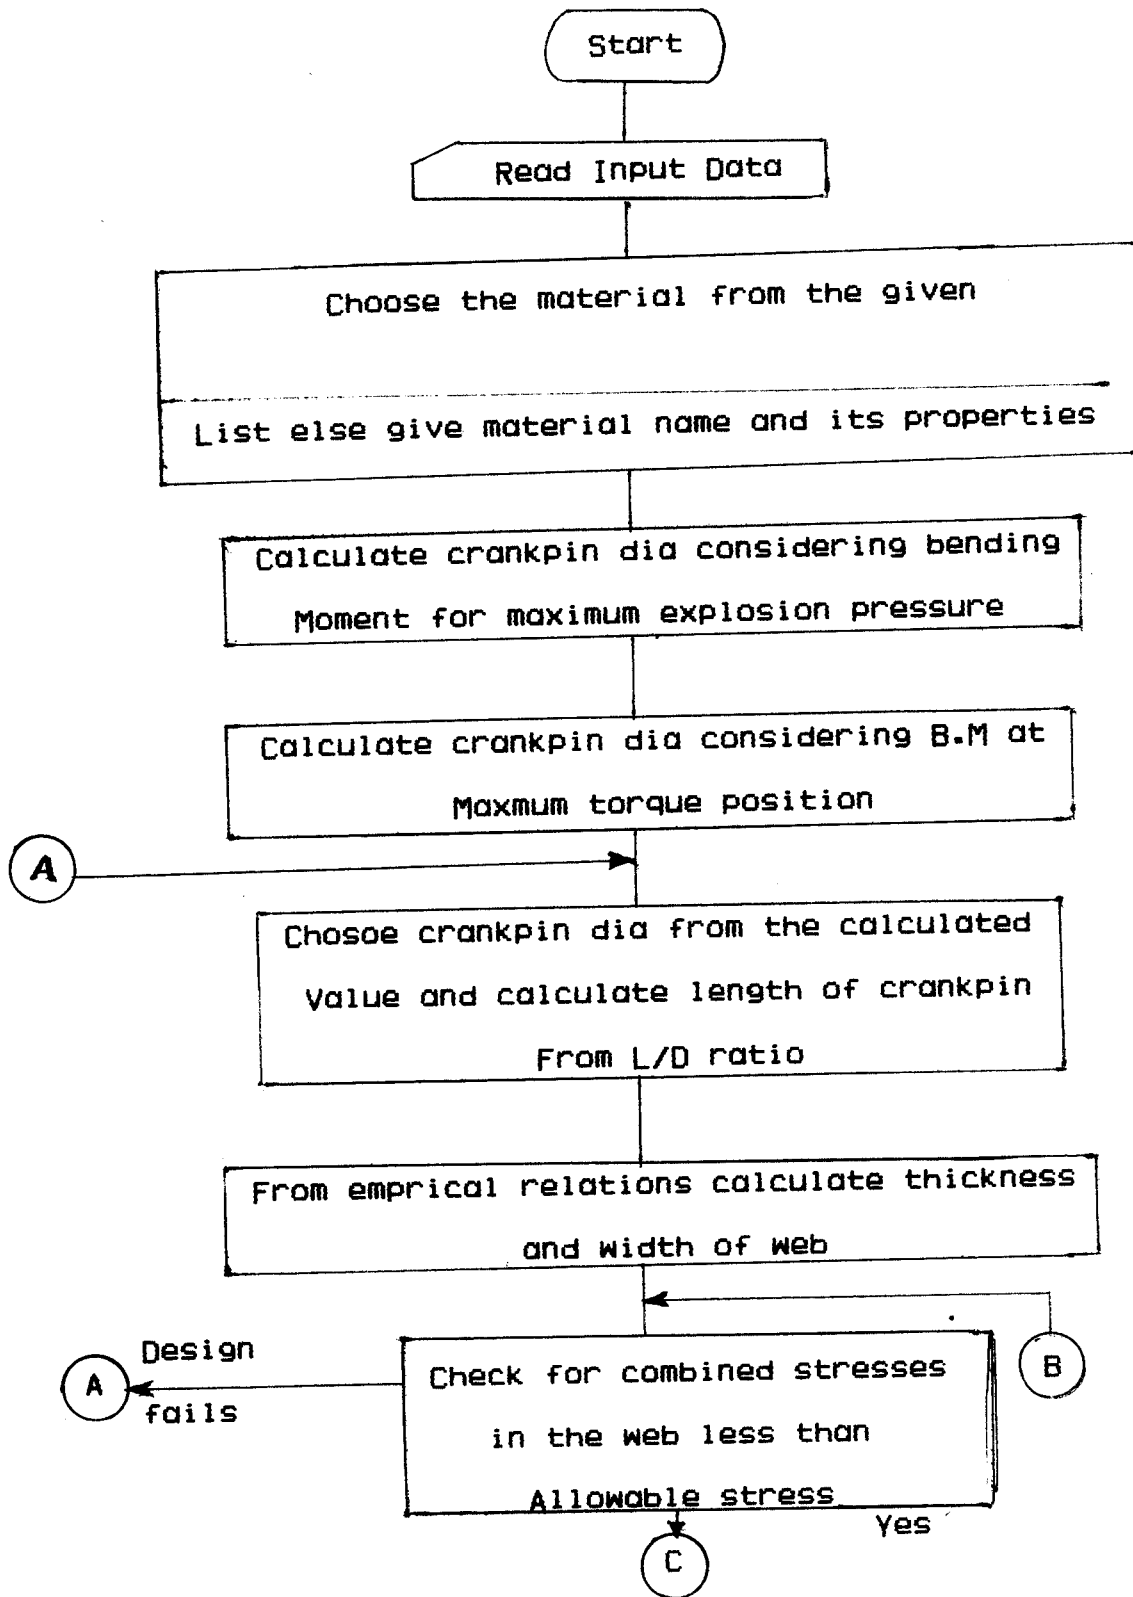 Start
Read Input Data
Choose the material from the given
List else give material name and its properties
Calculate crankpin dia considering bending
Moment for maximum explosion pressure
Calculate crankpin dia considering B.M at
Maxmum torque position
A
Chosoe crankpin dia from the calculated
Value and calculate length of crankpin
From L/D ratio
From emprical relations calculate thickness
and width of web
Design
A
fails
B
Check for combined stresses
in the web less than
Allowable stress
Yes
C